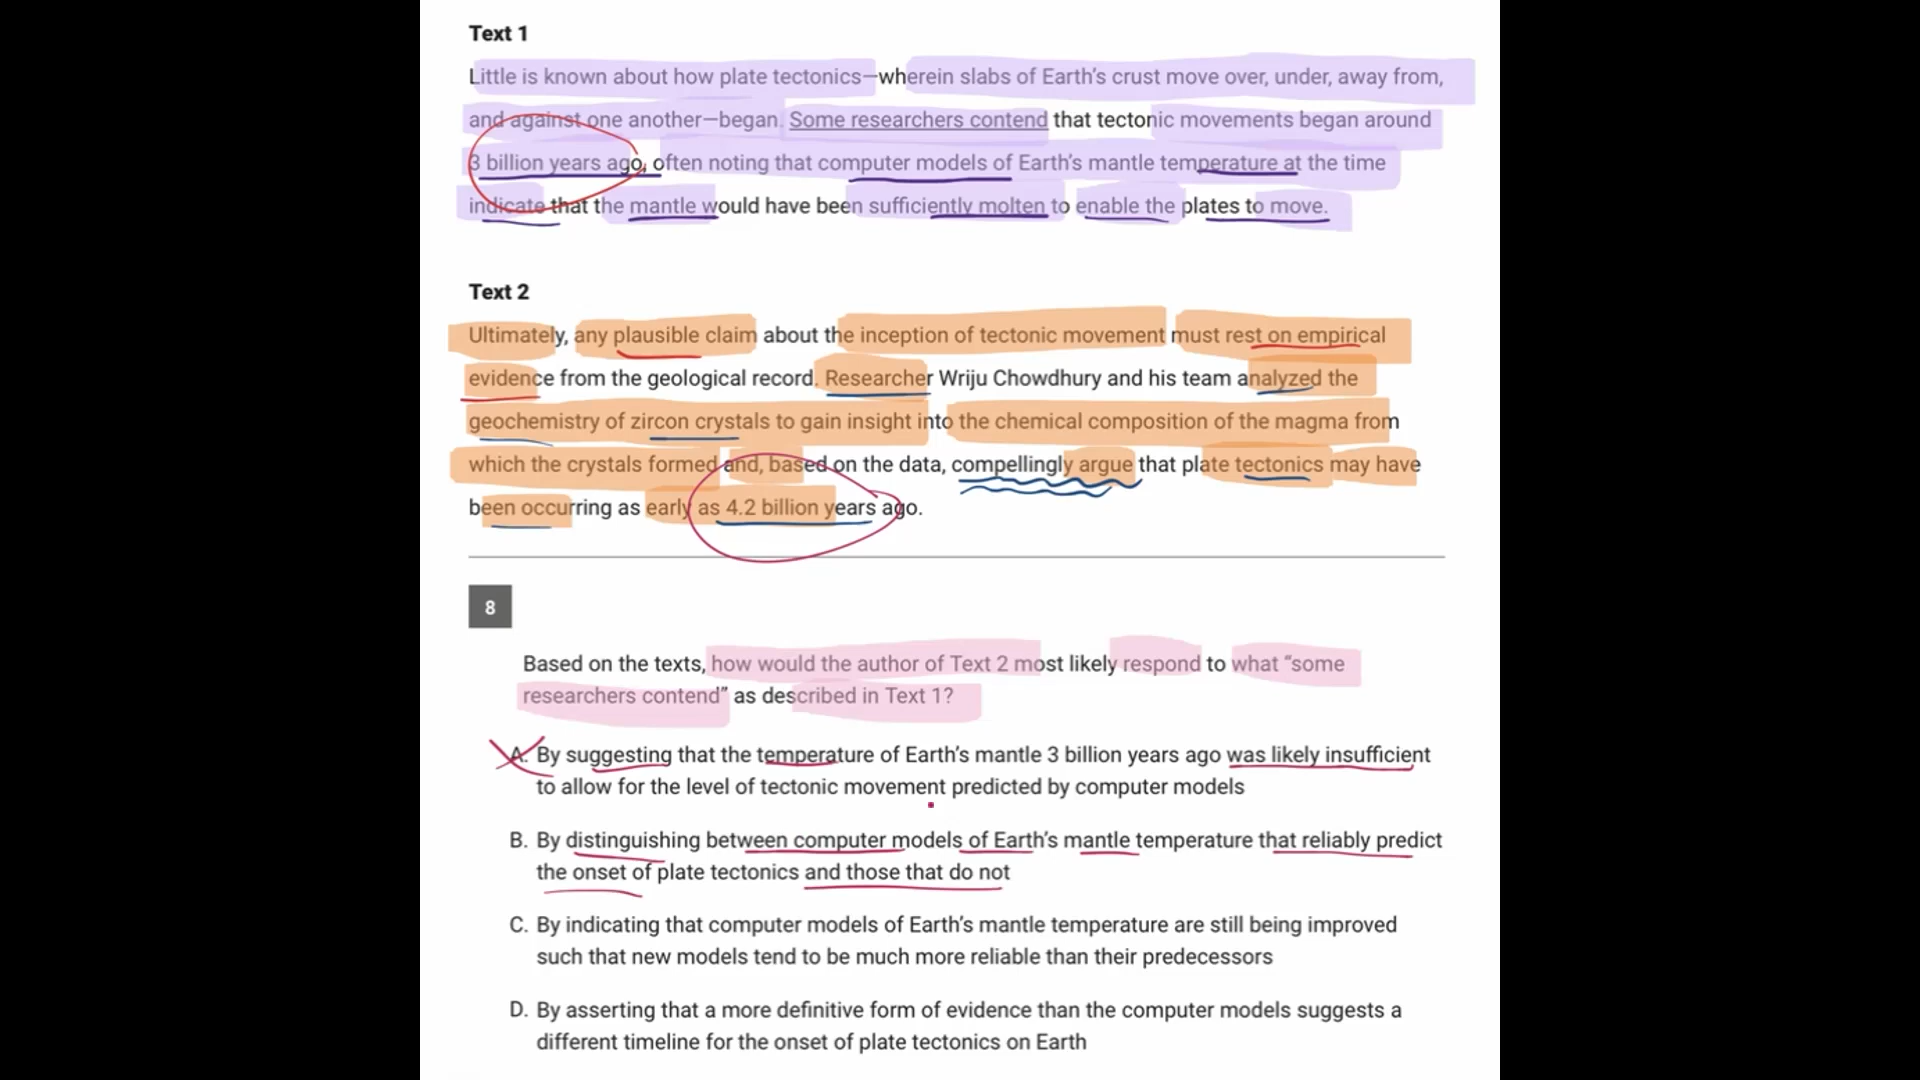 Text 1
Little is known about how plate tectonics—wherein slabs of Earth's crust move over, under, away from,
and against one another—began. Some researchers contend that tectonic movements began around
3 billion years ago, often noting that computer models of Earth's mantle temperature at the time
indicate that the mantle would have been sufficiently molten to enable the plates to move.
Text 2
Ultimately, any plausible claim about the inception of tectonic movement must rest on empirical
evidence from the geological record. Researcher Wriju Chowdhury and his team analyzed the
geochemistry of zircon crystals to gain insight into the chemical composition of the magma from
which the crystals formed and, based on the data, compellingly argue that plate tectonics may have
been occurring as early as 4.2 billion years ago.
8
Based on the texts, how would the author of Text 2 most likely respond to what “some
researchers contend” as described in Text 1?
A. By suggesting that the temperature of Earth's mantle 3 billion years ago was likely insufficient
to allow for the level of tectonic movement predicted by computer models
B. By distinguishing between computer models of Earth's mantle temperature that reliably predict
the onset of plate tectonics and those that do not
C. By indicating that computer models of Earth's mantle temperature are still being improved
such that new models tend to be much more reliable than their predecessors
D. By asserting that a more definitive form of evidence than the computer models suggests a
different timeline for the onset of plate tectonics on Earth